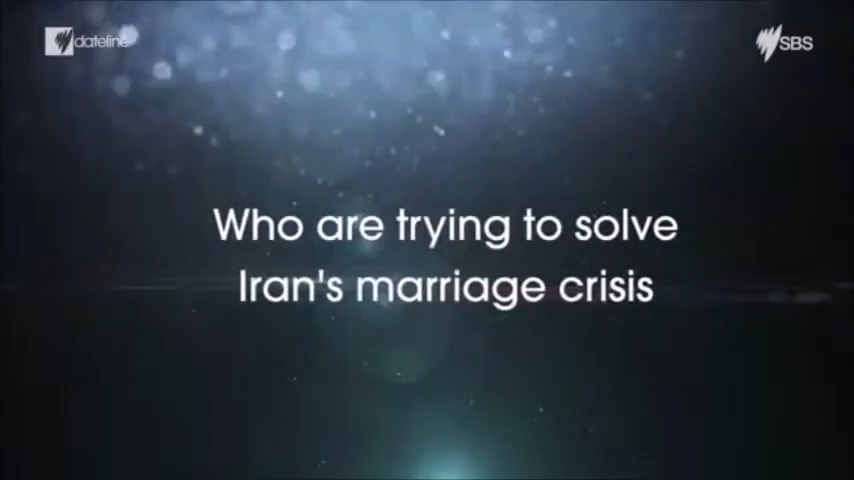 dateline
SBS
Who are trying to solve
Iran's marriage crisis